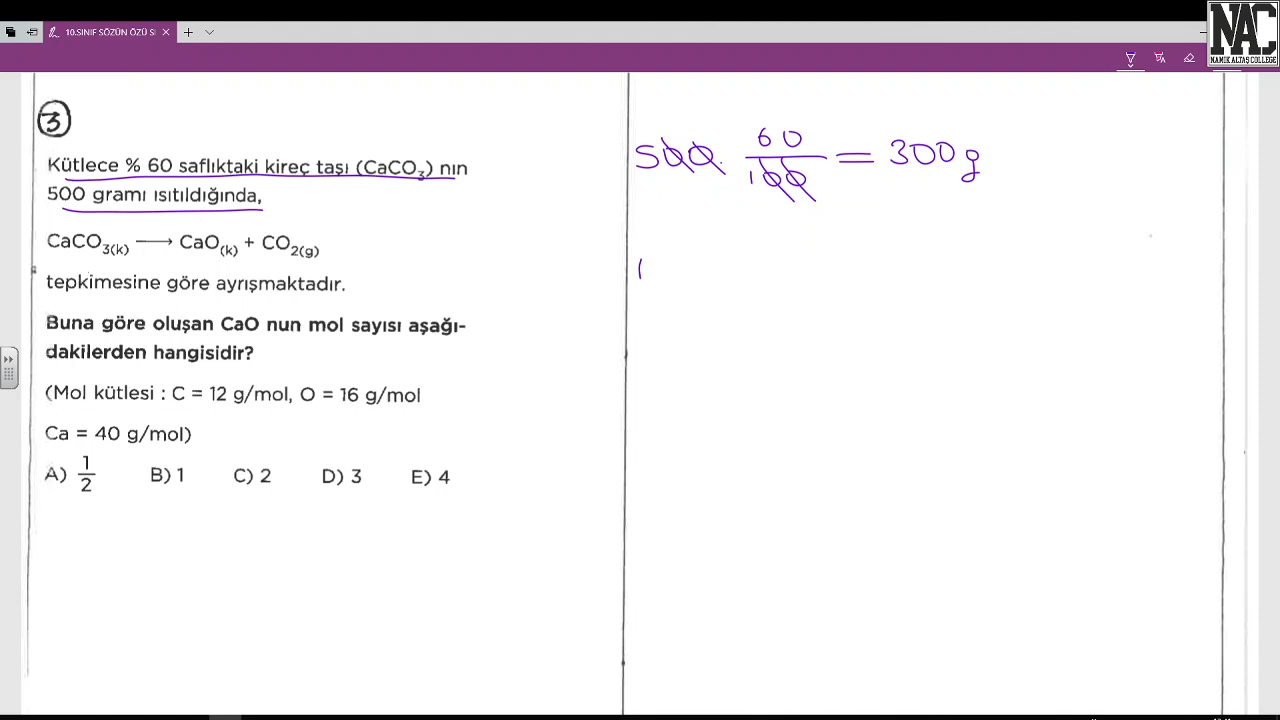 10.SINIF SÖZÜN ÖZÜ S
NAC
NAMIK ALTAŞ COLLEGE
3
Kütlece % 60 saflıktaki kireç taşı (CaCO₃) nın
500 gramı ısıtıldığında,
CaCO₃₍ₖ₎ ⟶ CaO₍ₖ₎ + CO₂(g)
tepkimesine göre ayrışmaktadır.
Buna göre oluşan CaO nun mol sayısı aşağı-
dakilerden hangisidir?
(Mol kütlesi : C = 12 g/mol, O = 16 g/mol
Ca = 40 g/mol)
A) 1/2 B) 1 C) 2 D) 3 E) 4
500 . 60/100 = 300 g